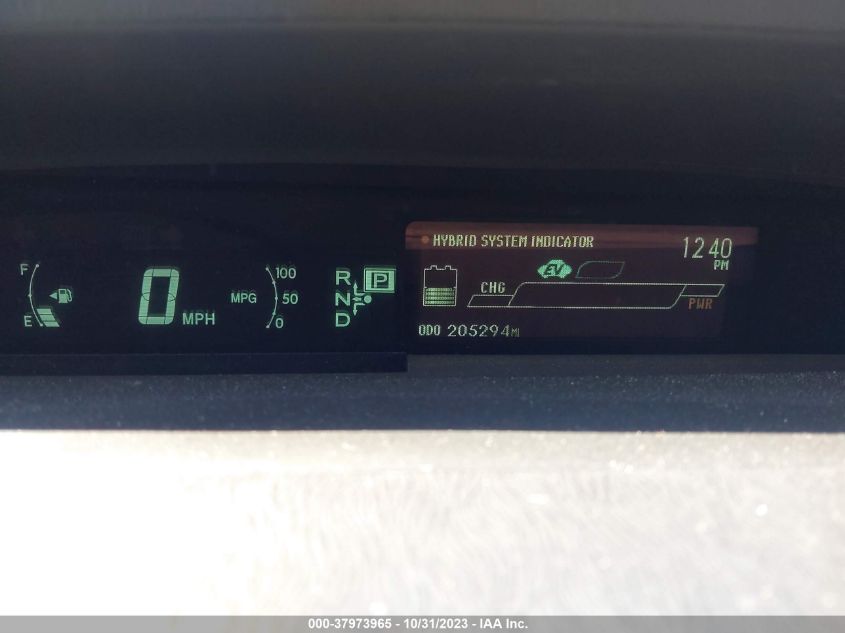 HYBRID SYSTEM INDICATOR
1240
PM
F
E
0
MPH
MPG
100
50
0
R
N
D
P
EV
CHG
PWR
ODO 205294MI
000-37973965 - 10/31/2023 - IAA Inc.